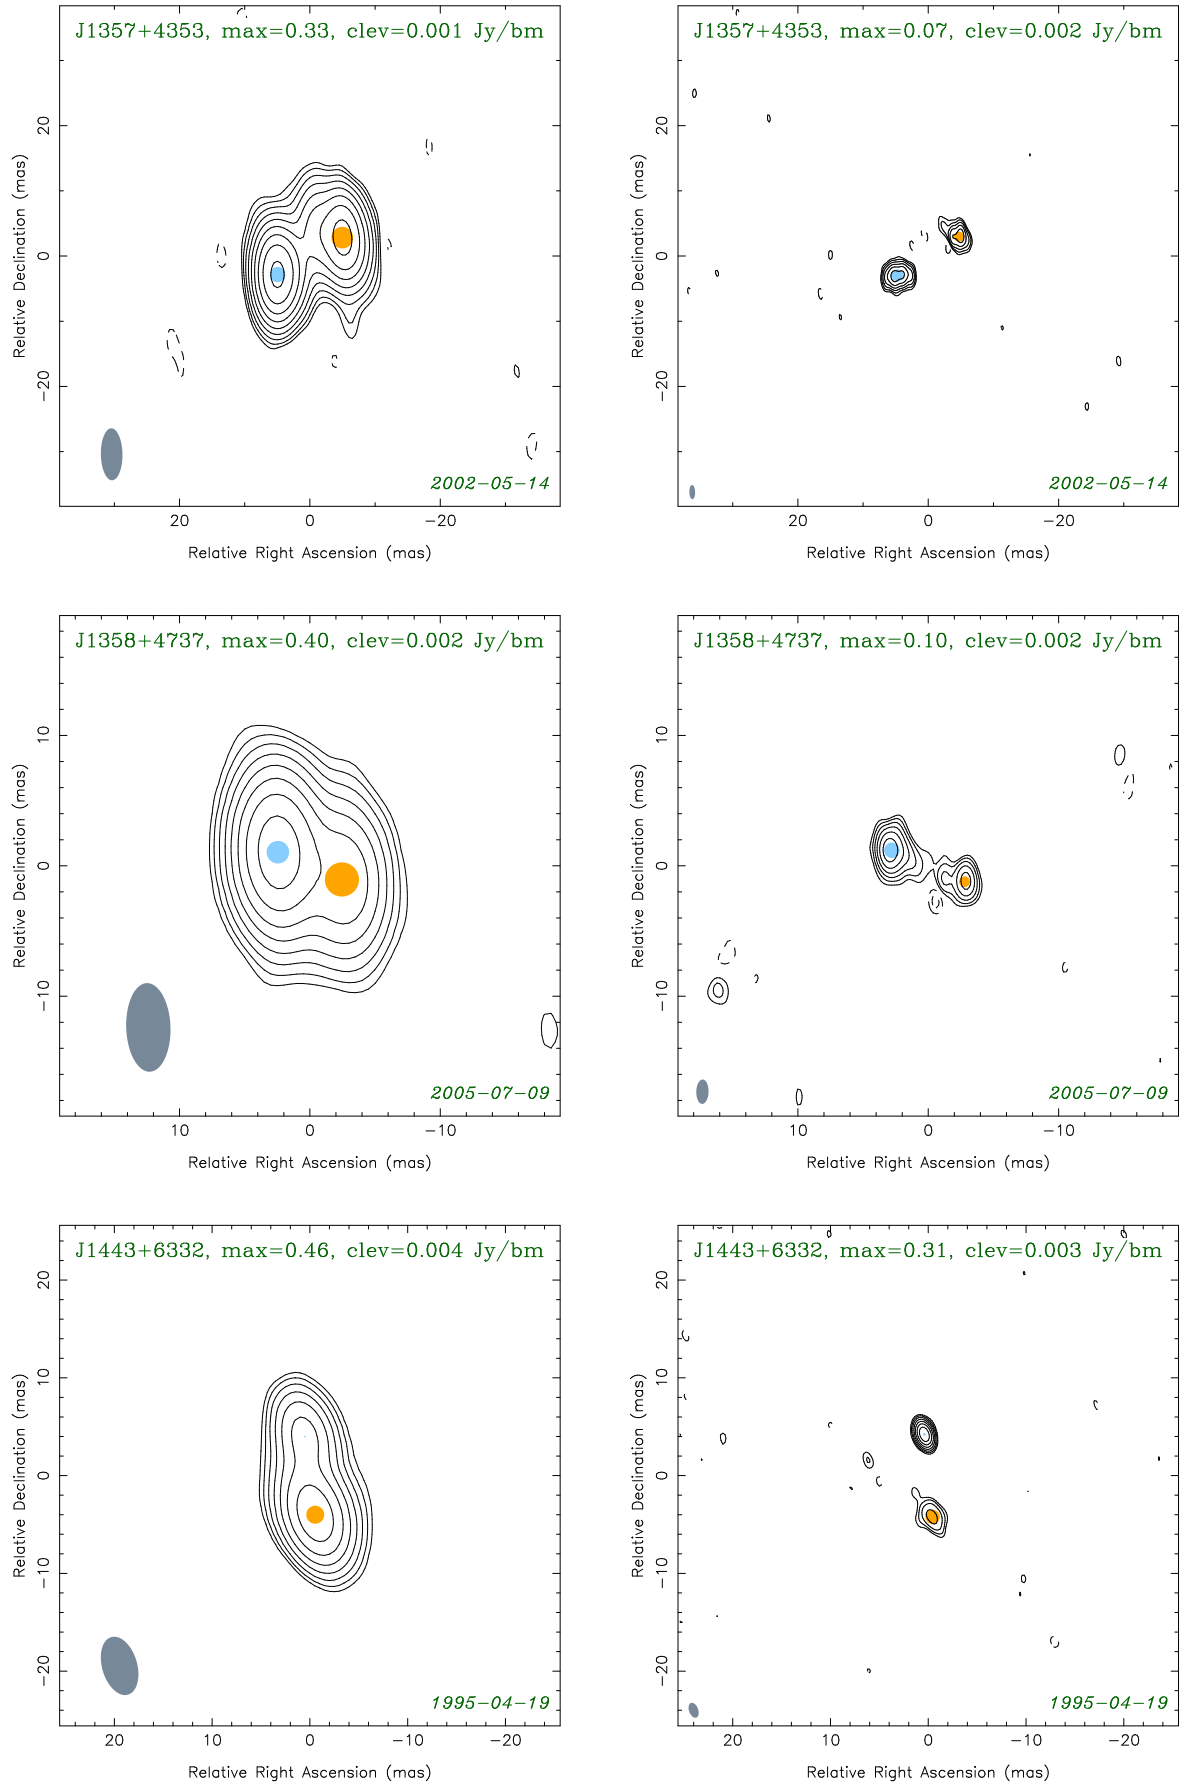 J1357+4353, max=0.33, clev=0.001 Jy/bm
Relative Declination (mas)
20
0
−20
2002−05−14
20 0 −20
Relative Right Ascension (mas)
J1357+4353, max=0.07, clev=0.002 Jy/bm
Relative Declination (mas)
20
0
−20
2002−05−14
20 0 −20
Relative Right Ascension (mas)
J1358+4737, max=0.40, clev=0.002 Jy/bm
Relative Declination (mas)
10
0
−10
2005−07−09
10 0 −10
Relative Right Ascension (mas)
J1358+4737, max=0.10, clev=0.002 Jy/bm
Relative Declination (mas)
10
0
−10
2005−07−09
10 0 −10
Relative Right Ascension (mas)
J1443+6332, max=0.46, clev=0.004 Jy/bm
Relative Declination (mas)
20
10
0
−10
−20
1995−04−19
20 10 0 −10 −20
Relative Right Ascension (mas)
J1443+6332, max=0.31, clev=0.003 Jy/bm
Relative Declination (mas)
20
10
0
−10
−20
1995−04−19
20 10 0 −10 −20
Relative Right Ascension (mas)